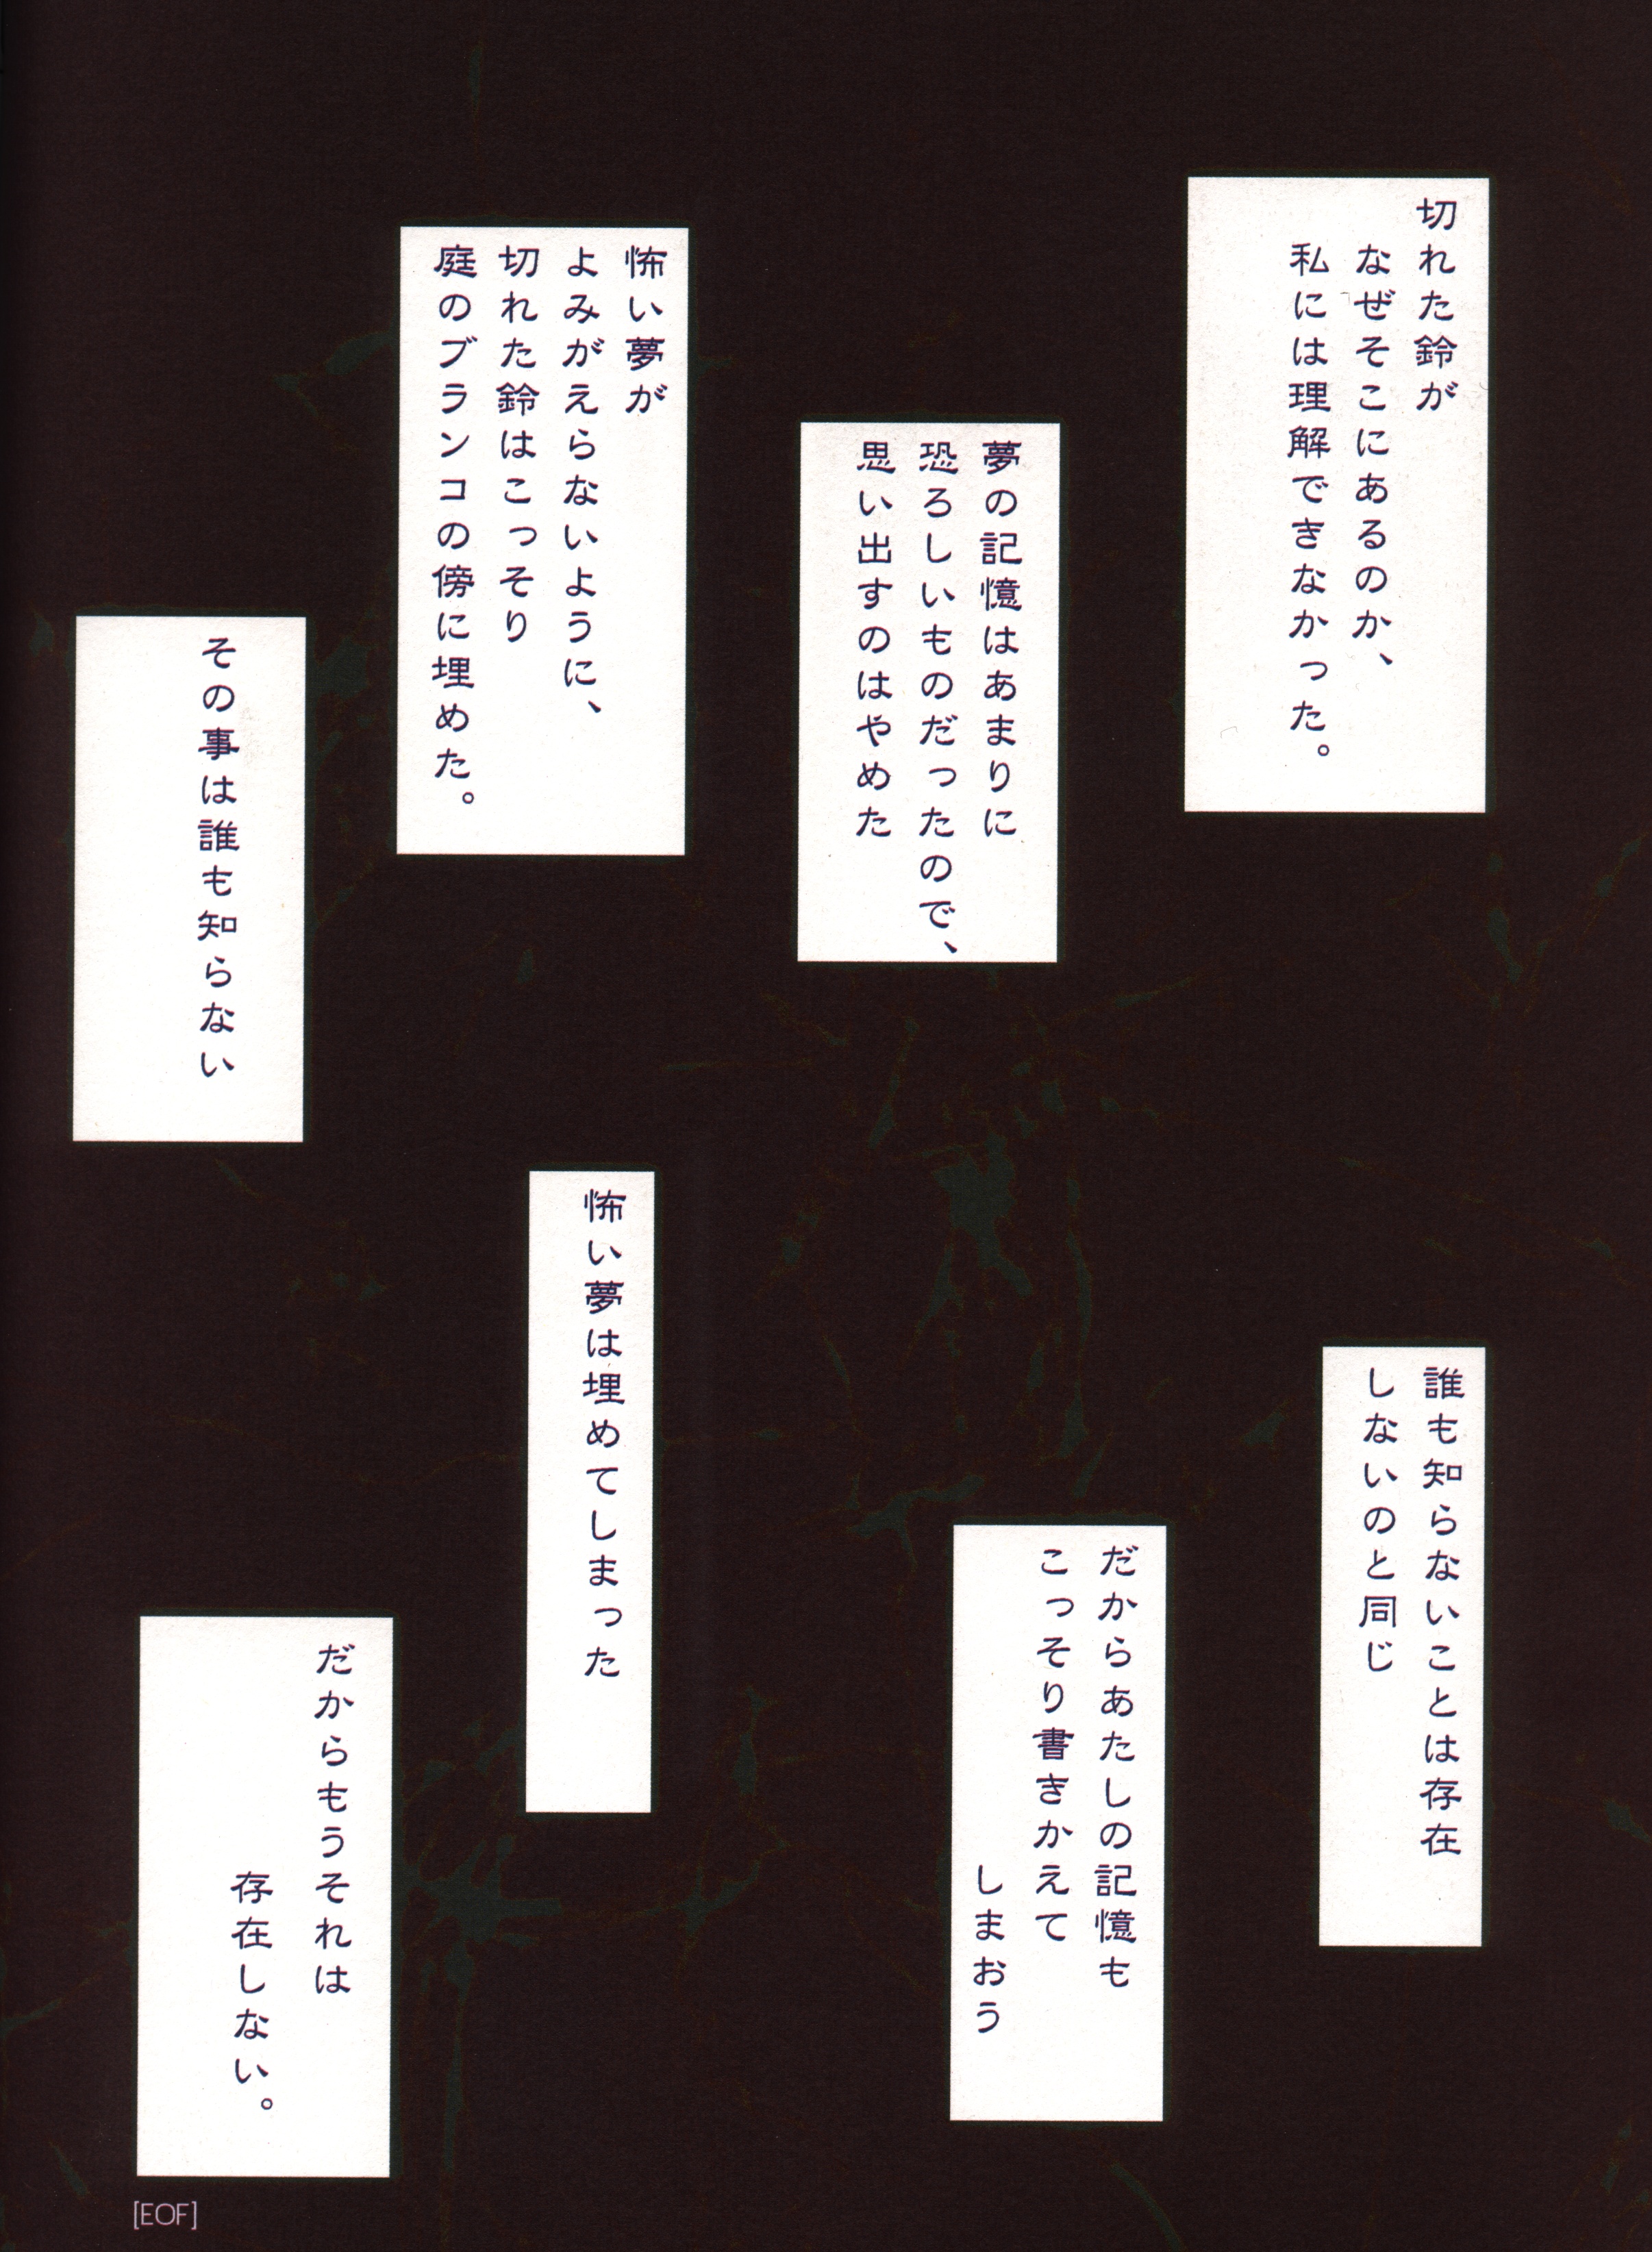 切れた鈴が
なぜそこにあるのか、
私には理解できなかった。
夢の記憶はあまりに
恐ろしいものだったので、
思い出すのはやめた
怖い夢が
よみがえらないように、
切れた鈴はこっそり
庭のブランコの傍に埋めた。
その事は誰も知らない
誰も知らないことは存在
しないのと同じ
だからあたしの記憶も
こっそり書きかえて
しまおう
怖い夢は埋めてしまった
だからもうそれは
存在しない。
[EOF]